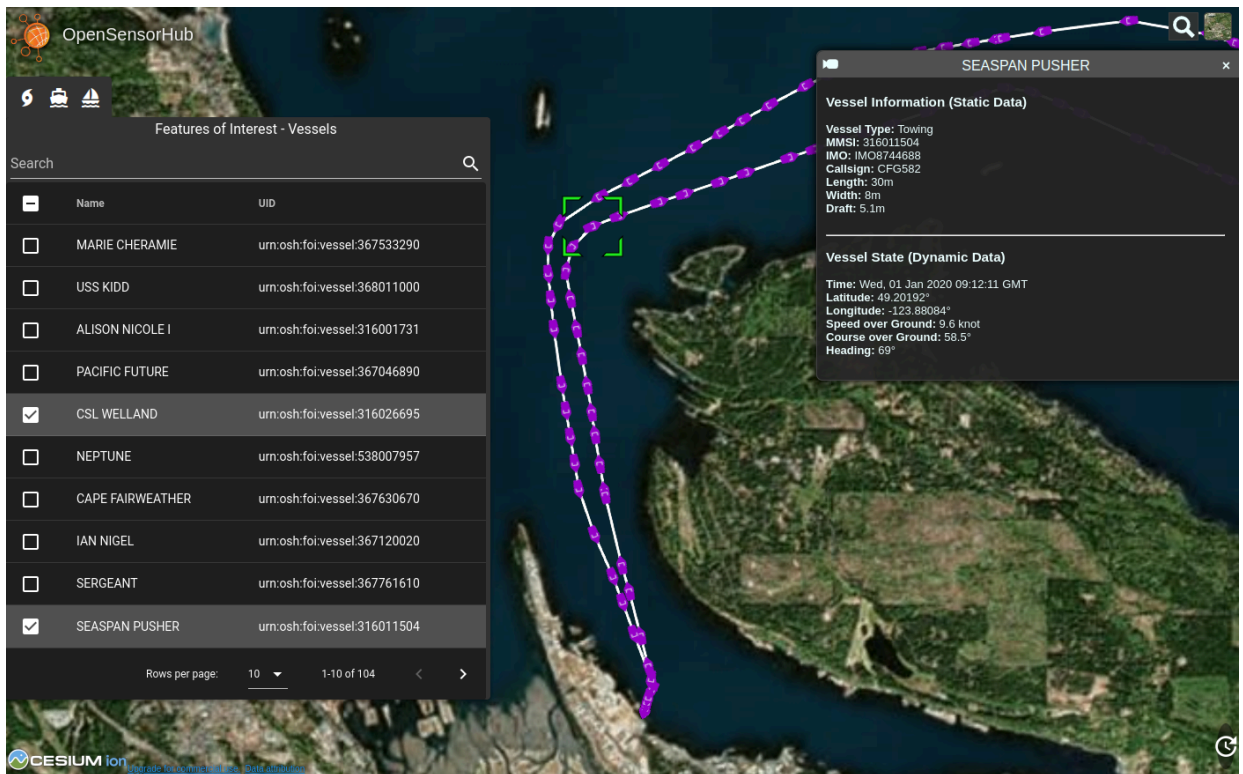 OpenSensorHub
Features of Interest - Vessels
Search
Name UID
MARIE CHERAMIE urn:osh:foi:vessel:367533290
USS KIDD urn:osh:foi:vessel:368011000
ALISON NICOLE I urn:osh:foi:vessel:316001731
PACIFIC FUTURE urn:osh:foi:vessel:367046890
CSL WELLAND urn:osh:foi:vessel:316026695
NEPTUNE urn:osh:foi:vessel:538007957
CAPE FAIRWEATHER urn:osh:foi:vessel:367630670
IAN NIGEL urn:osh:foi:vessel:367120020
SERGEANT urn:osh:foi:vessel:367761610
SEASPAN PUSHER urn:osh:foi:vessel:316011504
Rows per page: 10 1-10 of 104
SEASPAN PUSHER ×
Vessel Information (Static Data)
Vessel Type: Towing
MMSI: 316011504
IMO: IMO8744688
Callsign: CFG582
Length: 30m
Width: 8m
Draft: 5.1m
Vessel State (Dynamic Data)
Time: Wed, 01 Jan 2020 09:12:11 GMT
Latitude: 49.20192°
Longitude: -123.88084°
Speed over Ground: 9.6 knot
Course over Ground: 58.5°
Heading: 69°
CESIUM ion